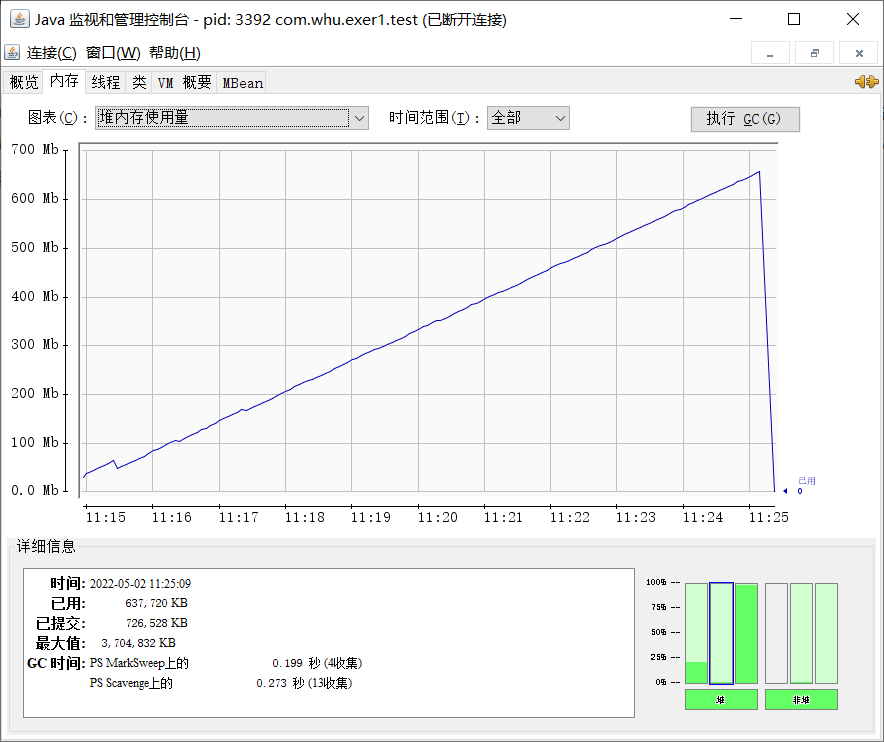 Java 监视和管理控制台 - pid: 3392 com.whu.exer1.test (已断开连接)
连接(C) 窗口(W) 帮助(H)
概览 内存 线程 类 VM 概要 MBean
图表(C): 堆内存使用量 时间范围(T): 全部 执行 GC(G)
700 Mb
600 Mb
500 Mb
400 Mb
300 Mb
200 Mb
100 Mb
0.0 Mb
已用
0
11:15 11:16 11:17 11:18 11:19 11:20 11:21 11:22 11:23 11:24 11:25
详细信息
时间: 2022-05-02 11:25:09
已用: 637,720 KB
已提交: 726,528 KB
最大值: 3,704,832 KB
GC 时间: PS MarkSweep上的 0.199 秒 (4收集)
PS Scavenge上的 0.273 秒 (13收集)
100% --
75% --
50% --
25% --
0% --
堆 非堆